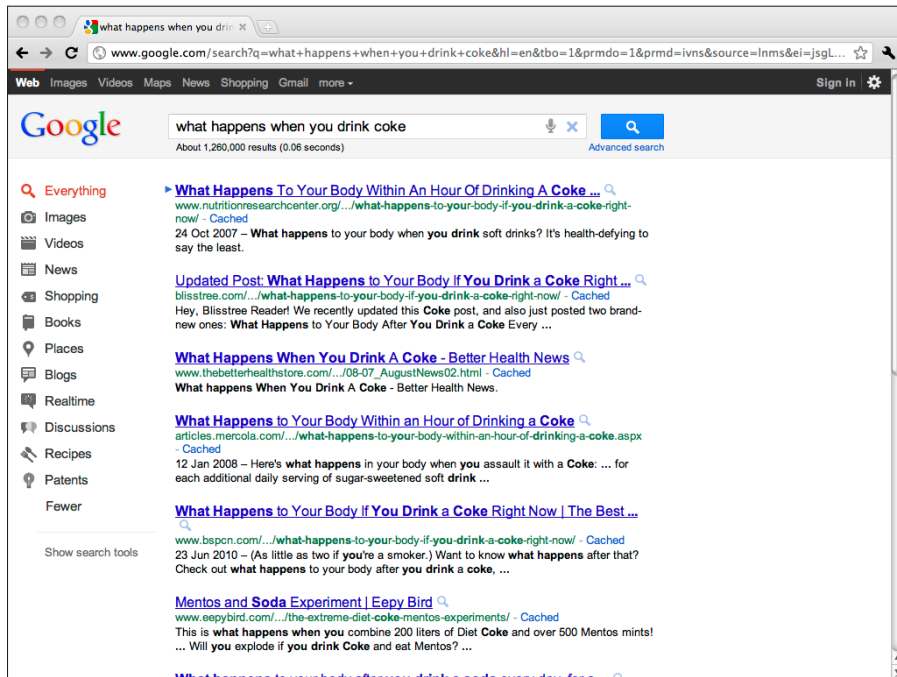 what happens when you drin
www.google.com/search?q=what+happens+when+you+drink+coke&hl=en&tbo=1&prmdo=1&prmd=ivns&source=lnms&ei=jsgL...
Web Images Videos Maps News Shopping Gmail more Sign in
Google
what happens when you drink coke
About 1,260,000 results (0.06 seconds) Advanced search
Everything
Images
Videos
News
Shopping
Books
Places
Blogs
Realtime
Discussions
Recipes
Patents
Fewer
Show search tools
What Happens To Your Body Within An Hour Of Drinking A Coke ...
www.nutritionresearchcenter.org/.../what-happens-to-your-body-if-you-drink-a-coke-right-
now/ - Cached
24 Oct 2007 – What happens to your body when you drink soft drinks? It's health-defying to
say the least.
Updated Post: What Happens to Your Body If You Drink a Coke Right ...
blisstree.com/.../what-happens-to-your-body-if-you-drink-a-coke-right-now/ - Cached
Hey, Blisstree Reader! We recently updated this Coke post, and also just posted two brand-
new ones: What Happens to Your Body After You Drink a Coke Every ...
What Happens When You Drink A Coke - Better Health News
www.thebetterhealthstore.com/.../08-07_AugustNews02.html - Cached
What happens When You Drink A Coke - Better Health News.
What Happens to Your Body Within an Hour of Drinking a Coke
articles.mercola.com/.../what-happens-to-your-body-within-an-hour-of-drinking-a-coke.aspx
- Cached
12 Jan 2008 – Here's what happens in your body when you assault it with a Coke: ... for
each additional daily serving of sugar-sweetened soft drink ...
What Happens to Your Body If You Drink a Coke Right Now | The Best ...
www.bspcn.com/.../what-happens-to-your-body-if-you-drink-a-coke-right-now/ - Cached
23 Jun 2010 – (As little as two if you're a smoker.) Want to know what happens after that?
Check out what happens to your body after you drink a coke, ...
Mentos and Soda Experiment | Eepy Bird
www.eepybird.com/.../the-extreme-diet-coke-mentos-experiments/ - Cached
This is what happens when you combine 200 liters of Diet Coke and over 500 Mentos mints!
... Will you explode if you drink Coke and eat Mentos? ...
What happens to your body after you drink a soda every day, for a ...